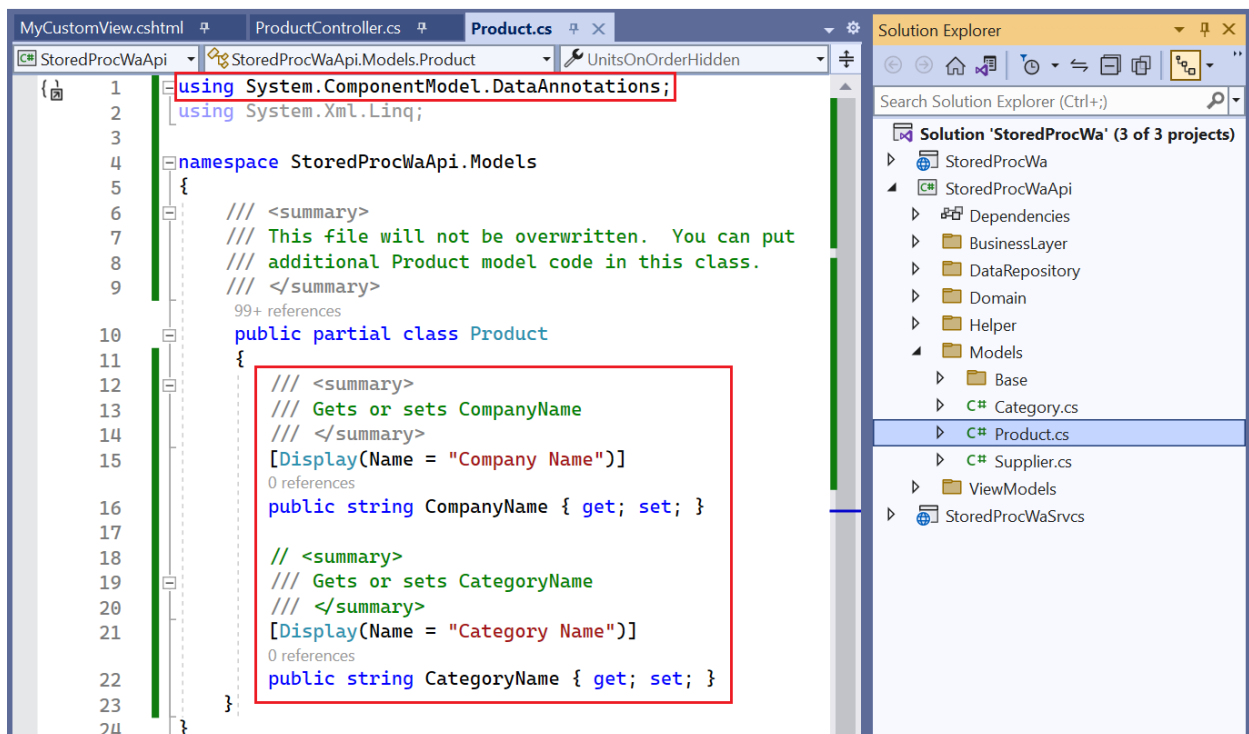 MyCustomView.cshtml ProductController.cs Product.cs
StoredProcWaApi StoredProcWaApi.Models.Product UnitsOnOrderHidden
1 using System.ComponentModel.DataAnnotations;
2 using System.Xml.Linq;
3
4 namespace StoredProcWaApi.Models
5 {
6 /// <summary>
7 /// This file will not be overwritten.  You can put
8 /// additional Product model code in this class.
9 /// </summary>
99+ references
10 public partial class Product
11 {
12 /// <summary>
13 /// Gets or sets CompanyName
14 /// </summary>
15 [Display(Name = "Company Name")]
0 references
16 public string CompanyName { get; set; }
17
18 // <summary>
19 /// Gets or sets CategoryName
20 /// </summary>
21 [Display(Name = "Category Name")]
0 references
22 public string CategoryName { get; set; }
23 }
24 }
Solution Explorer
Search Solution Explorer (Ctrl+;)
Solution 'StoredProcWa' (3 of 3 projects)
StoredProcWa
C# StoredProcWaApi
Dependencies
BusinessLayer
DataRepository
Domain
Helper
Models
Base
C# Category.cs
C# Product.cs
C# Supplier.cs
ViewModels
StoredProcWaSrvcs